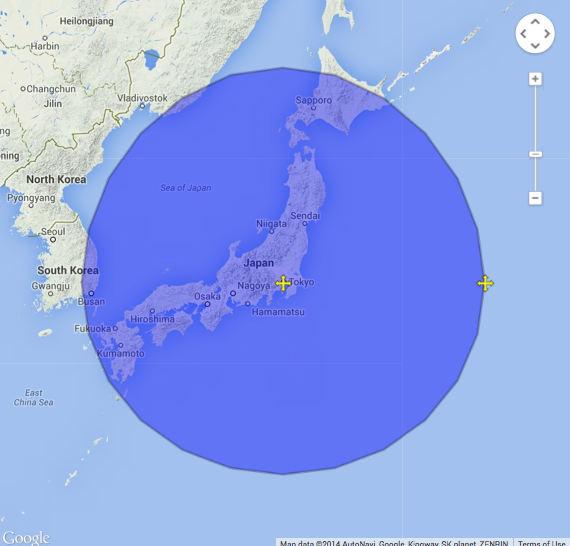 Heilongjiang
Harbin
Changchun
Jilin
Vladivostok
Sapporo
North Korea
Pyongyang
Sea of Japan
Sendai
Niigata
Seoul
Japan
South Korea
Gwangju
Busan
Osaka
Nagoya
Tokyo
Hiroshima
Hamamatsu
Fukuoka
Kumamoto
East
China Sea
Google
Map data ©2014 AutoNavi, Google, Kingway, SK planet, ZENRIN
Terms of Use